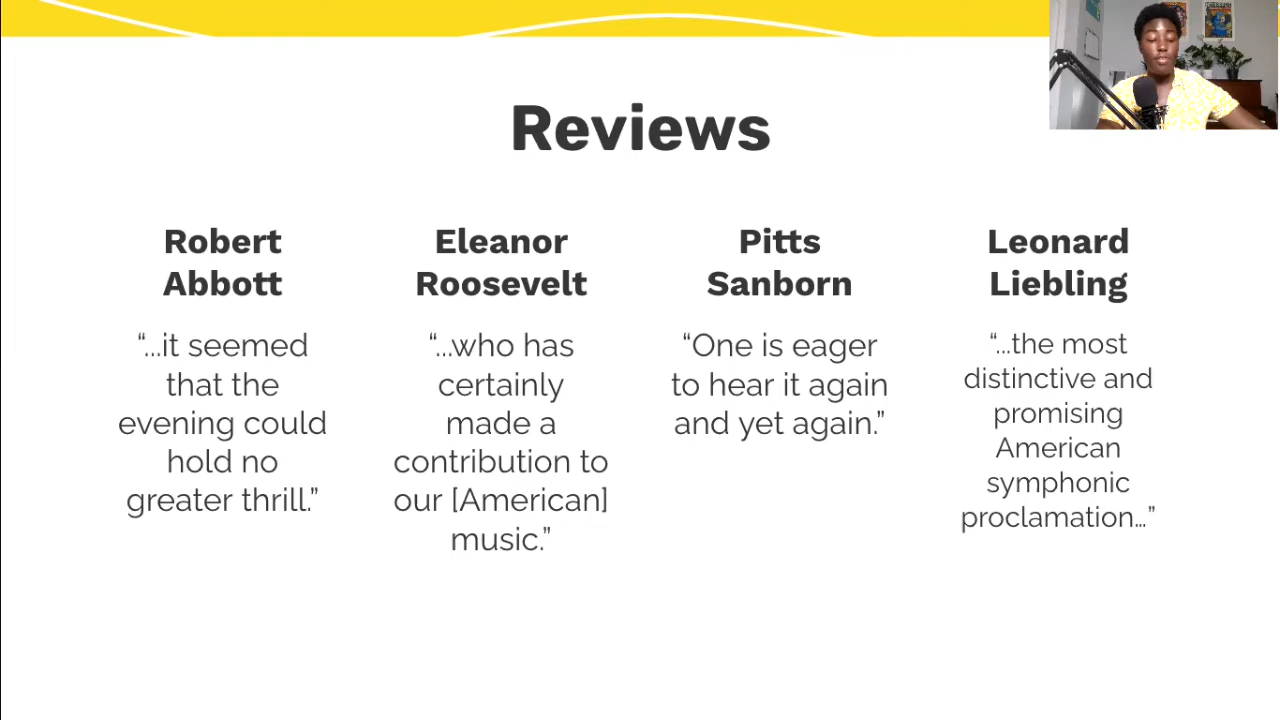 Reviews
Robert
Abbott
“...it seemed
that the
evening could
hold no
greater thrill.”
Eleanor
Roosevelt
“...who has
certainly
made a
contribution to
our [American]
music.”
Pitts
Sanborn
“One is eager
to hear it again
and yet again.”
Leonard
Liebling
“...the most
distinctive and
promising
American
symphonic
proclamation…”